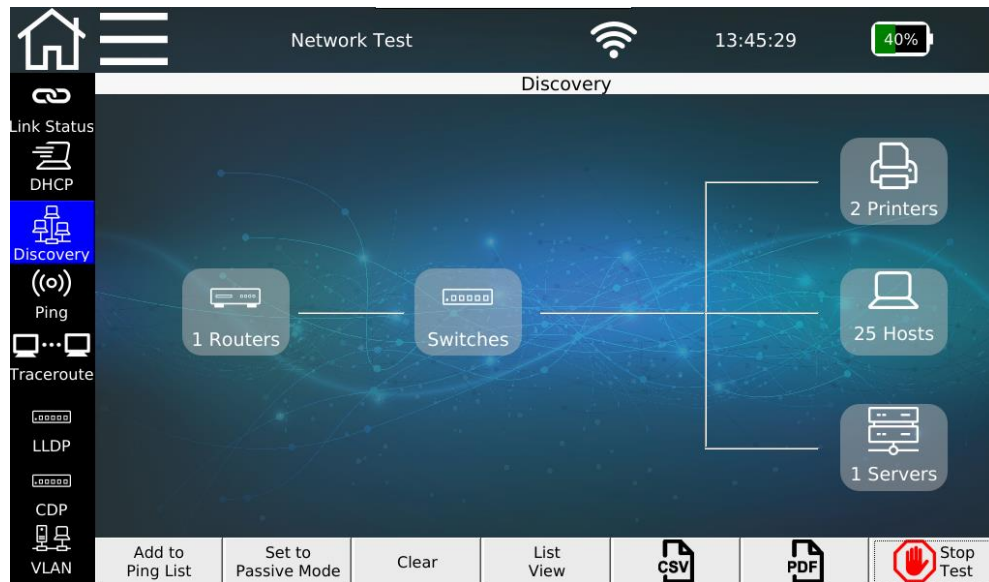 Network Test
13:45:29
40%
Discovery
Link Status
DHCP
Discovery
Ping
Traceroute
LLDP
CDP
VLAN
1 Routers
Switches
2 Printers
25 Hosts
1 Servers
Add to
Ping List
Set to
Passive Mode
Clear
List
View
CSV
PDF
Stop
Test